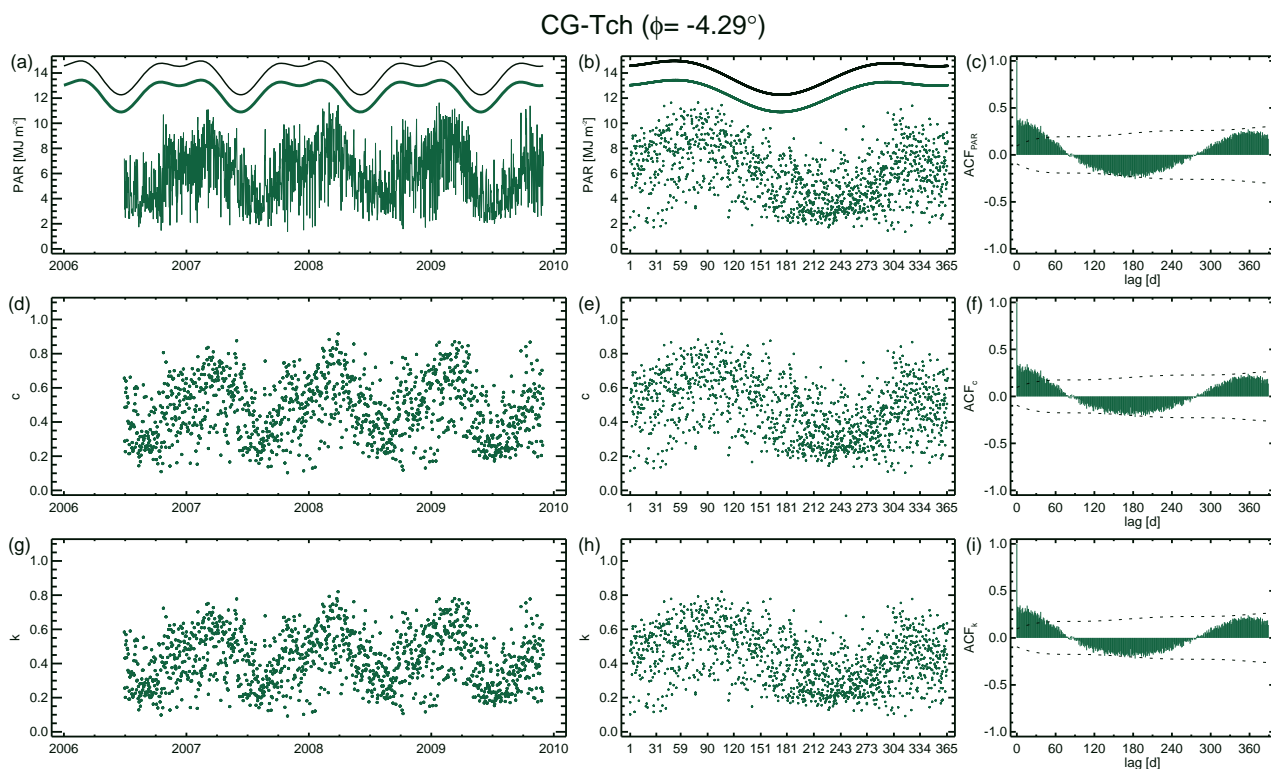 CG-Tch (ϕ= -4.29°)
(a)
PAR [MJ m⁻²]
14
12
10
8
6
4
2
0
2006 2007 2008 2009 2010
(b)
PAR [MJ m⁻²]
14
12
10
8
6
4
2
0
1 31 59 90 120 151 181 212 243 273 304 334 365
(c)
ACF_PAR
1.0
0.5
0.0
-0.5
-1.0
0 60 120 180 240 300 360
lag [d]
(d)
c
1.0
0.8
0.6
0.4
0.2
0.0
2006 2007 2008 2009 2010
(e)
c
1.0
0.8
0.6
0.4
0.2
0.0
1 31 59 90 120 151 181 212 243 273 304 334 365
(f)
ACF_c
1.0
0.5
0.0
-0.5
-1.0
0 60 120 180 240 300 360
lag [d]
(g)
k
1.0
0.8
0.6
0.4
0.2
0.0
2006 2007 2008 2009 2010
(h)
k
1.0
0.8
0.6
0.4
0.2
0.0
1 31 59 90 120 151 181 212 243 273 304 334 365
(i)
ACF_k
1.0
0.5
0.0
-0.5
-1.0
0 60 120 180 240 300 360
lag [d]